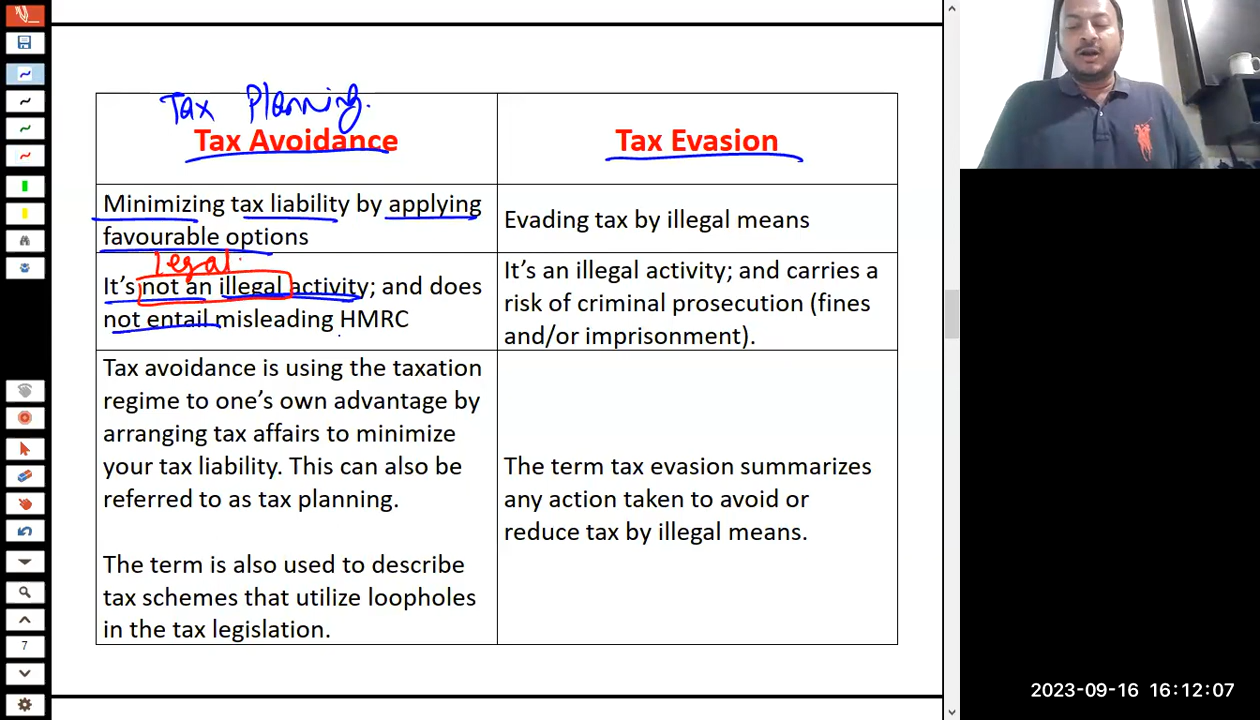 Tax Planning.
Tax Avoidance
Tax Evasion
Minimizing tax liability by applying
favourable options
Evading tax by illegal means
legal.
It's not an illegal activity; and does
not entail misleading HMRC
It's an illegal activity; and carries a
risk of criminal prosecution (fines
and/or imprisonment).
Tax avoidance is using the taxation
regime to one's own advantage by
arranging tax affairs to minimize
your tax liability. This can also be
referred to as tax planning.
The term is also used to describe
tax schemes that utilize loopholes
in the tax legislation.
The term tax evasion summarizes
any action taken to avoid or
reduce tax by illegal means.
7
2023-09-16 16:12:07